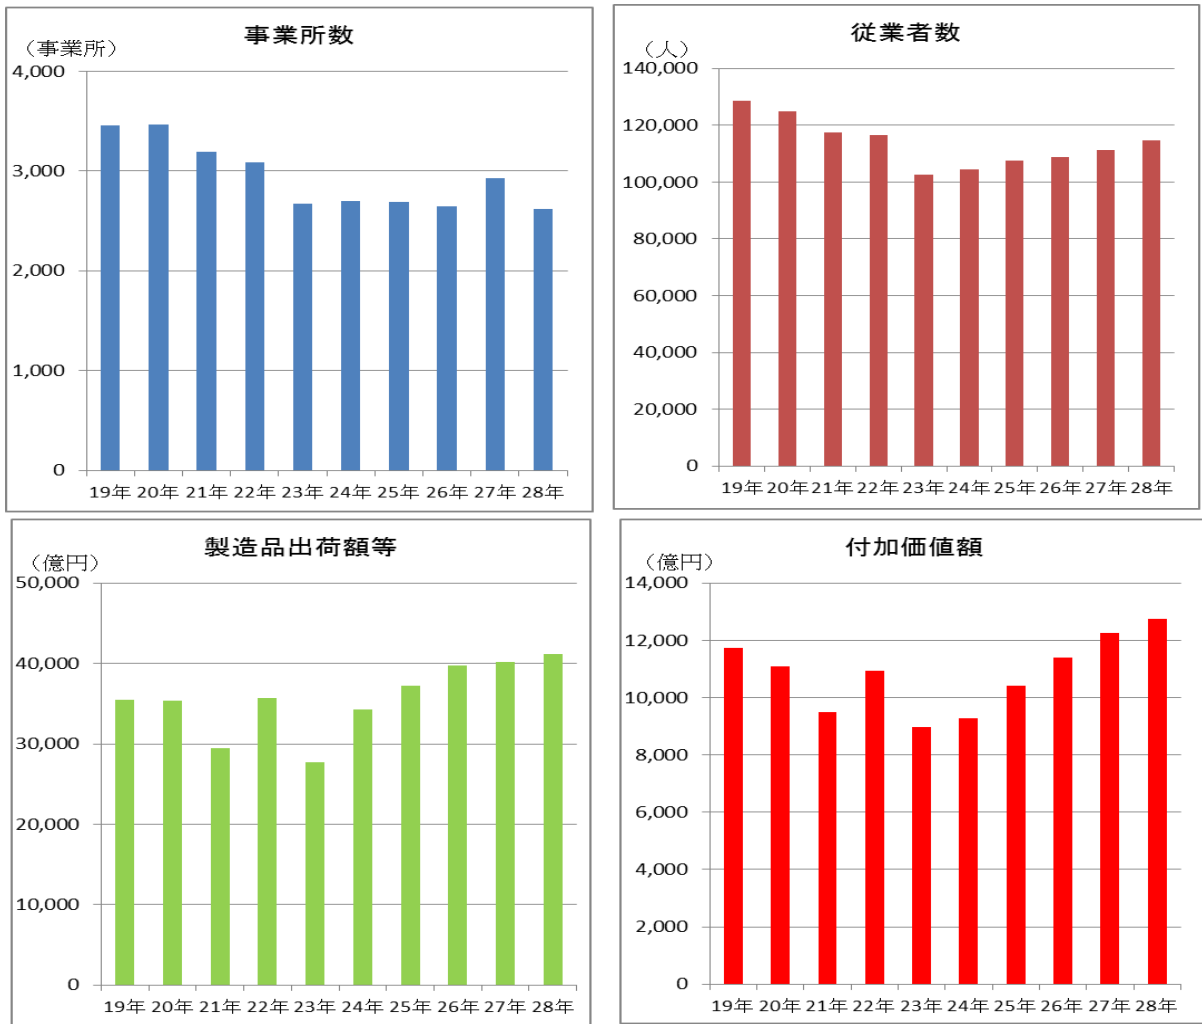 事業所数
（事業所）
4,000
3,000
2,000
1,000
0
19年 20年 21年 22年 23年 24年 25年 26年 27年 28年
従業者数
（人）
140,000
120,000
100,000
80,000
60,000
40,000
20,000
0
19年 20年 21年 22年 23年 24年 25年 26年 27年 28年
製造品出荷額等
（億円）
50,000
40,000
30,000
20,000
10,000
0
19年 20年 21年 22年 23年 24年 25年 26年 27年 28年
付加価値額
（億円）
14,000
12,000
10,000
8,000
6,000
4,000
2,000
0
19年 20年 21年 22年 23年 24年 25年 26年 27年 28年